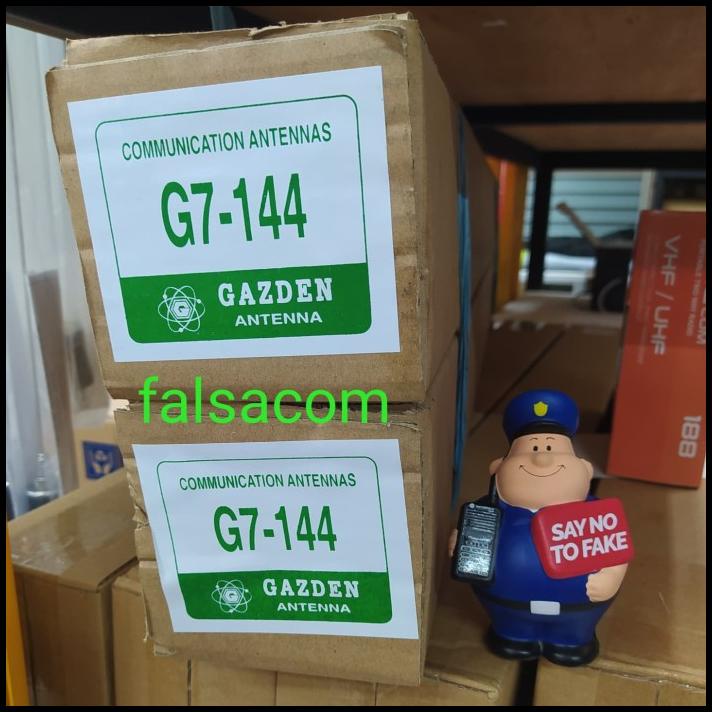 COMMUNICATION ANTENNAS
G7-144
G
GAZDEN
ANTENNA
falsacom
COMMUNICATION ANTENNAS
G7-144
G
GAZDEN
ANTENNA
SAY NO
TO FAKE
VHF / UHF
188